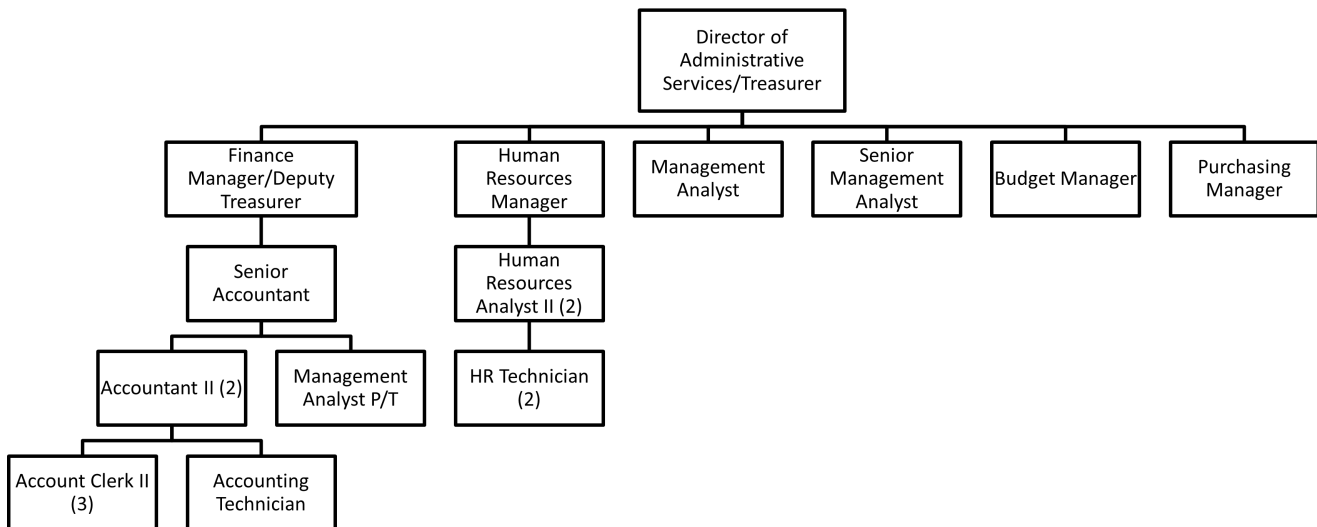 Director of
Administrative
Services/Treasurer
Finance
Manager/Deputy
Treasurer
Human
Resources
Manager
Management
Analyst
Senior
Management
Analyst
Budget Manager
Purchasing
Manager
Senior
Accountant
Human
Resources
Analyst II (2)
Accountant II (2)
Management
Analyst P/T
HR Technician
(2)
Account Clerk II
(3)
Accounting
Technician